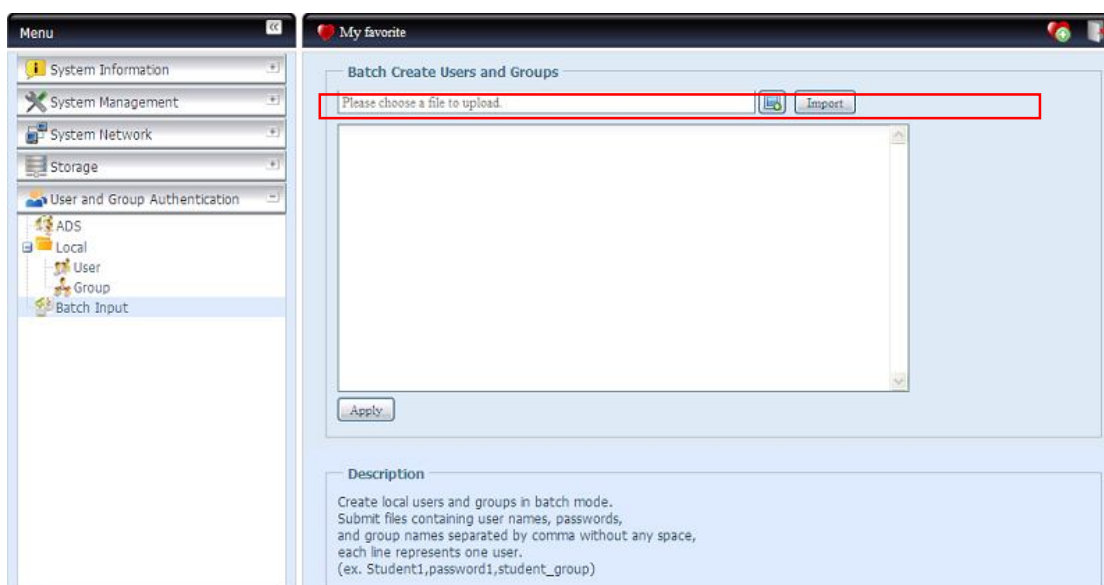 Menu
System Information
System Management
System Network
Storage
User and Group Authentication
ADS
Local
User
Group
Batch Input
My favorite
Batch Create Users and Groups
Please choose a file to upload.
Import
Apply
Description
Create local users and groups in batch mode.
Submit files containing user names, passwords,
and group names separated by comma without any space,
each line represents one user.
(ex. Student1,password1,student_group)